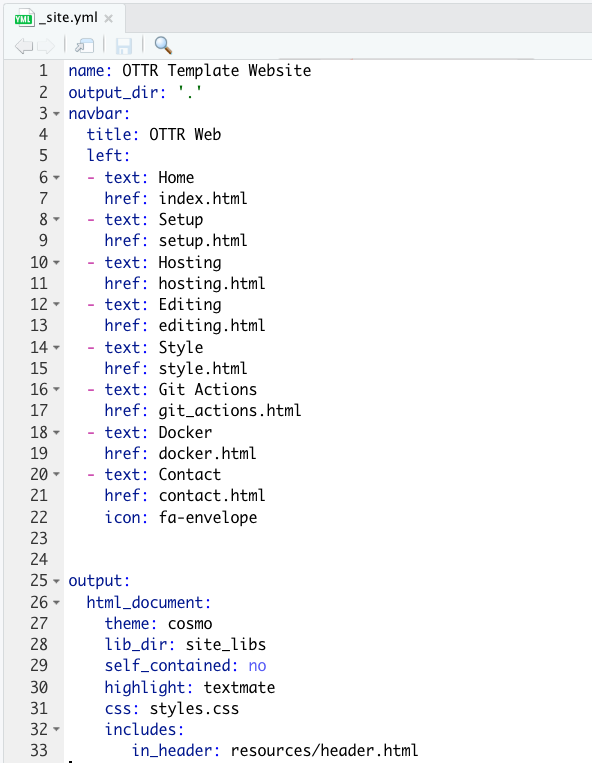 YML _site.yml ×
1 name: OTTR Template Website
2 output_dir: '.'
3 navbar:
4   title: OTTR Web
5   left:
6   - text: Home
7     href: index.html
8   - text: Setup
9     href: setup.html
10   - text: Hosting
11     href: hosting.html
12   - text: Editing
13     href: editing.html
14   - text: Style
15     href: style.html
16   - text: Git Actions
17     href: git_actions.html
18   - text: Docker
19     href: docker.html
20   - text: Contact
21     href: contact.html
22     icon: fa-envelope
23
24
25 output:
26   html_document:
27     theme: cosmo
28     lib_dir: site_libs
29     self_contained: no
30     highlight: textmate
31     css: styles.css
32     includes:
33        in_header: resources/header.html